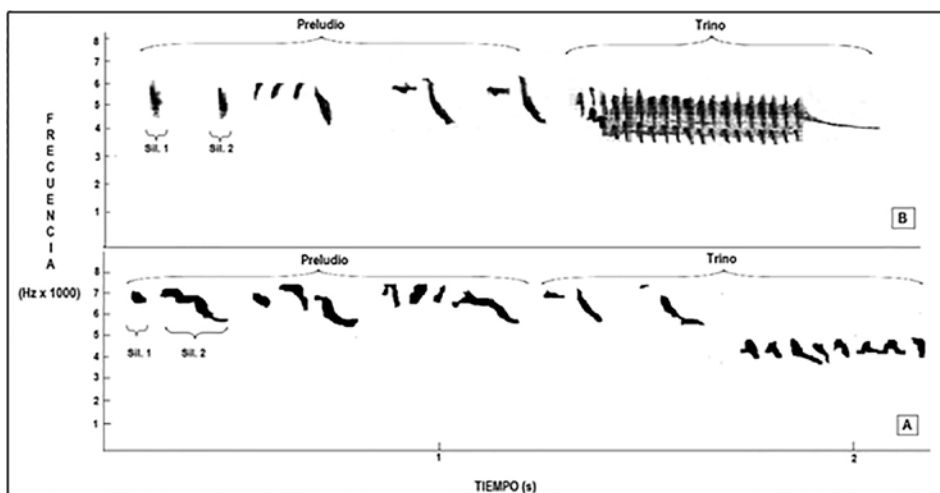 Preludio Trino
8
7
6
5
4
3
2
1
Sil. 1 Sil. 2
B
FRECUENCIA
(Hz x 1000)
Preludio Trino
8
7
6
5
4
3
2
1
Sil. 1 Sil. 2
A
1 2
TIEMPO (s)